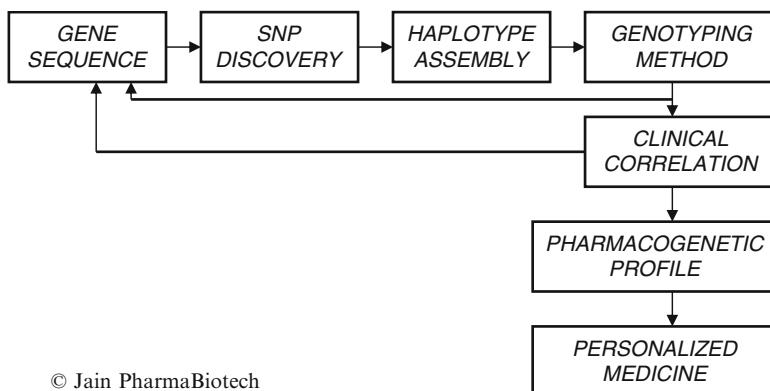 GENE
SEQUENCE
SNP
DISCOVERY
HAPLOTYPE
ASSEMBLY
GENOTYPING
METHOD
CLINICAL
CORRELATION
PHARMACOGENETIC
PROFILE
PERSONALIZED
MEDICINE
© Jain PharmaBiotech